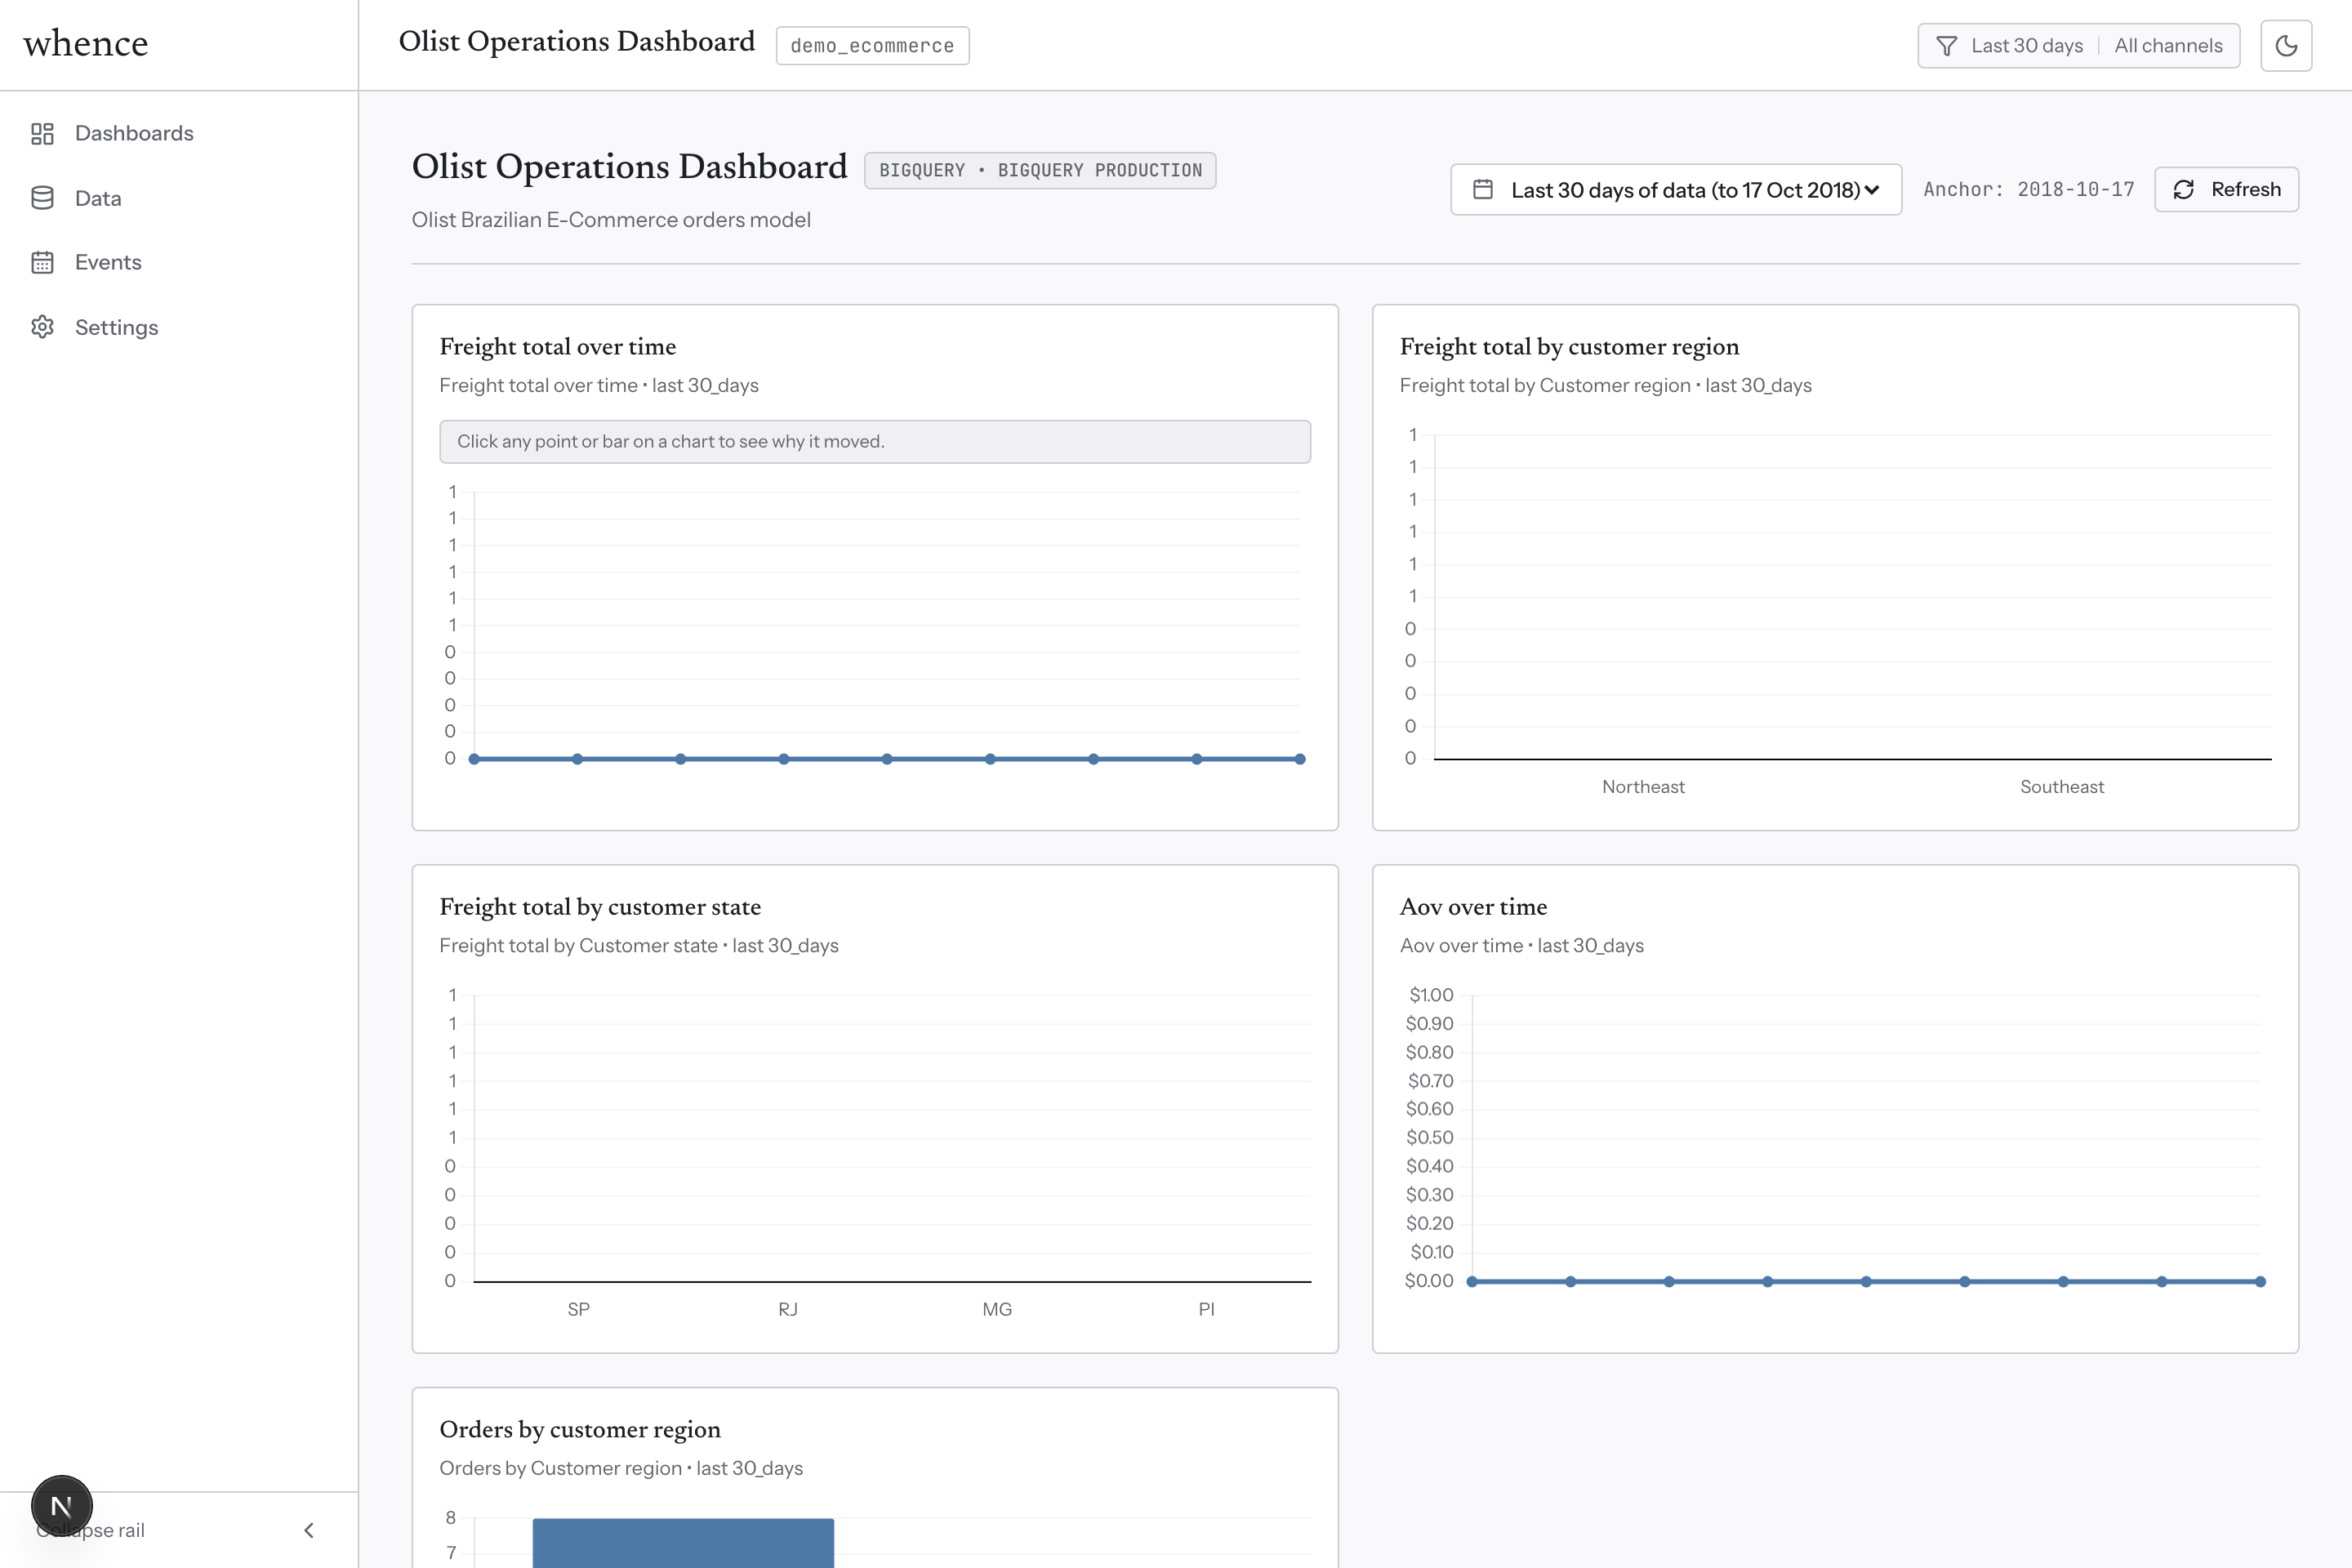 whence
Olist Operations Dashboard
demo_ecommerce
Last 30 days
All channels
Dashboards
Data
Events
Settings
Olist Operations Dashboard
BIGQUERY • BIGQUERY PRODUCTION
Olist Brazilian E-Commerce orders model
Last 30 days of data (to 17 Oct 2018)
Anchor: 2018-10-17
Refresh
Freight total over time
Freight total over time • last 30_days
Click any point or bar on a chart to see why it moved.
1
1
1
1
1
1
0
0
0
0
0
Freight total by customer region
Freight total by Customer region • last 30_days
1
1
1
1
1
1
0
0
0
0
0
Northeast
Southeast
Freight total by customer state
Freight total by Customer state • last 30_days
1
1
1
1
1
1
0
0
0
0
0
SP
RJ
MG
PI
Aov over time
Aov over time • last 30_days
$1.00
$0.90
$0.80
$0.70
$0.60
$0.50
$0.40
$0.30
$0.20
$0.10
$0.00
Orders by customer region
Orders by Customer region • last 30_days
8
7
N
Collapse rail